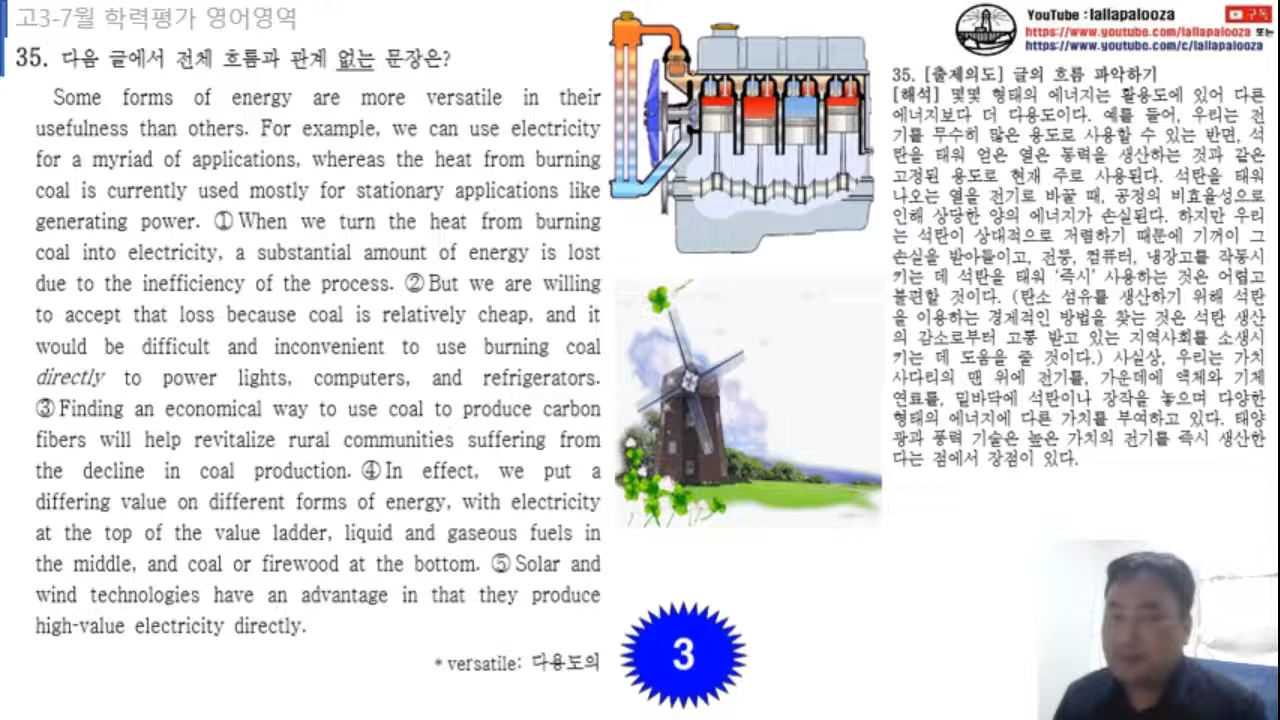 고3-7월 학력평가 영어영역
35. 다음 글에서 전체 흐름과 관계 없는 문장은?
Some forms of energy are more versatile in their
usefulness than others. For example, we can use electricity
for a myriad of applications, whereas the heat from burning
coal is currently used mostly for stationary applications like
generating power. ①When we turn the heat from burning
coal into electricity, a substantial amount of energy is lost
due to the inefficiency of the process. ②But we are willing
to accept that loss because coal is relatively cheap, and it
would be difficult and inconvenient to use burning coal
directly to power lights, computers, and refrigerators.
③Finding an economical way to use coal to produce carbon
fibers will help revitalize rural communities suffering from
the decline in coal production. ④In effect, we put a
differing value on different forms of energy, with electricity
at the top of the value ladder, liquid and gaseous fuels in
the middle, and coal or firewood at the bottom. ⑤Solar and
wind technologies have an advantage in that they produce
high-value electricity directly.
* versatile: 다용도의
3
YouTube : lallapalooza
구독
https://www.youtube.com/lallapalooza 또는
https://www.youtube.com/c/lallapalooza
35. [출제의도] 글의 흐름 파악하기
[해석] 몇몇 형태의 에너지는 활용도에 있어 다른
에너지보다 더 다용도이다. 예를 들어, 우리는 전
기를 무수히 많은 용도로 사용할 수 있는 반면, 석
탄을 태워 얻은 열은 동력을 생산하는 것과 같은
고정된 용도로 현재 주로 사용된다. 석탄을 태워
나오는 열을 전기로 바꿀 때, 공정의 비효율성으로
인해 상당한 양의 에너지가 손실된다. 하지만 우리
는 석탄이 상대적으로 저렴하기 때문에 기꺼이 그
손실을 받아들이고, 전등, 컴퓨터, 냉장고를 작동시
키는 데 석탄을 태워 ‘즉시’ 사용하는 것은 어렵고
불편할 것이다. (탄소 섬유를 생산하기 위해 석탄
을 이용하는 경제적인 방법을 찾는 것은 석탄 생산
의 감소로부터 고통 받고 있는 지역사회를 소생시
키는 데 도움을 줄 것이다.) 사실상, 우리는 가치
사다리의 맨 위에 전기를, 가운데에 액체와 기체
연료를, 밑바닥에 석탄이나 장작을 놓으며 다양한
형태의 에너지에 다른 가치를 부여하고 있다. 태양
광과 풍력 기술은 높은 가치의 전기를 즉시 생산한
다는 점에서 장점이 있다.